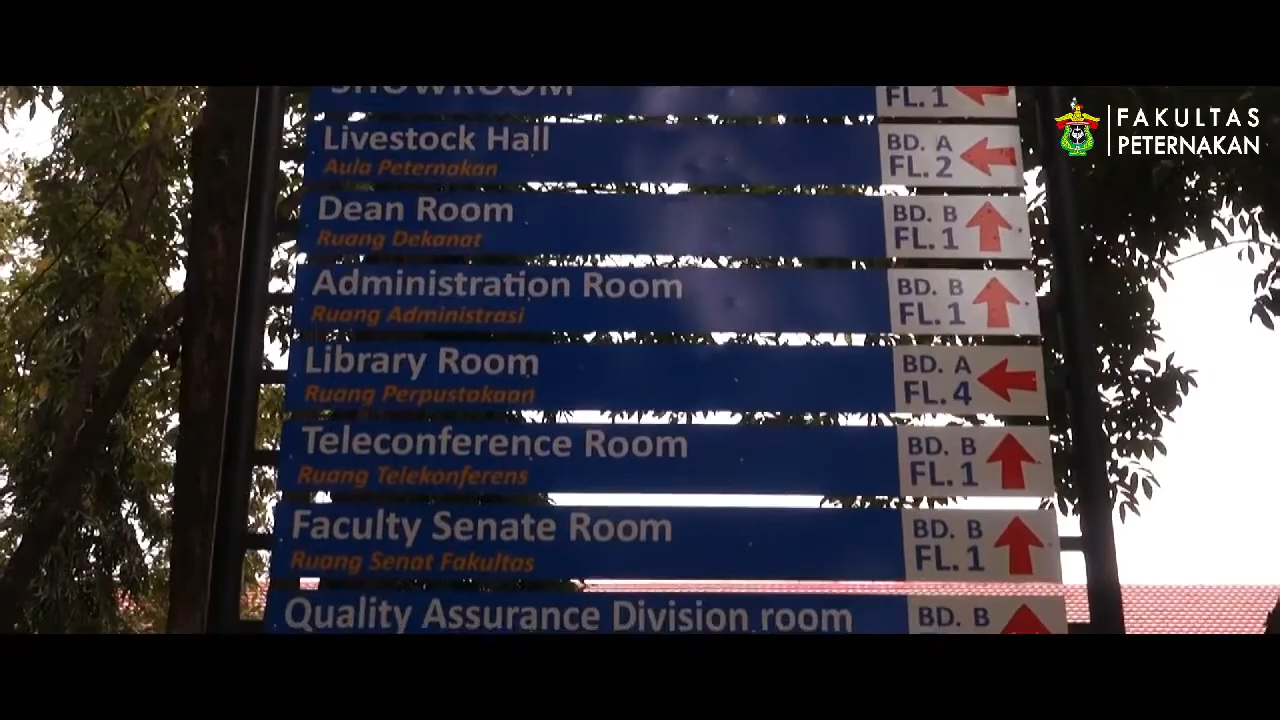 SHOWROOM
FL. 1
Livestock Hall
Aula Peternakan
BD. A
FL. 2
Dean Room
Ruang Dekanat
BD. B
FL. 1
Administration Room
Ruang Administrasi
BD. B
FL. 1
Library Room
Ruang Perpustakaan
BD. A
FL. 4
Teleconference Room
Ruang Telekonferens
BD. B
FL. 1
Faculty Senate Room
Ruang Senat Fakultas
BD. B
FL. 1
Quality Assurance Division room
BD. B
FAKULTAS
PETERNAKAN